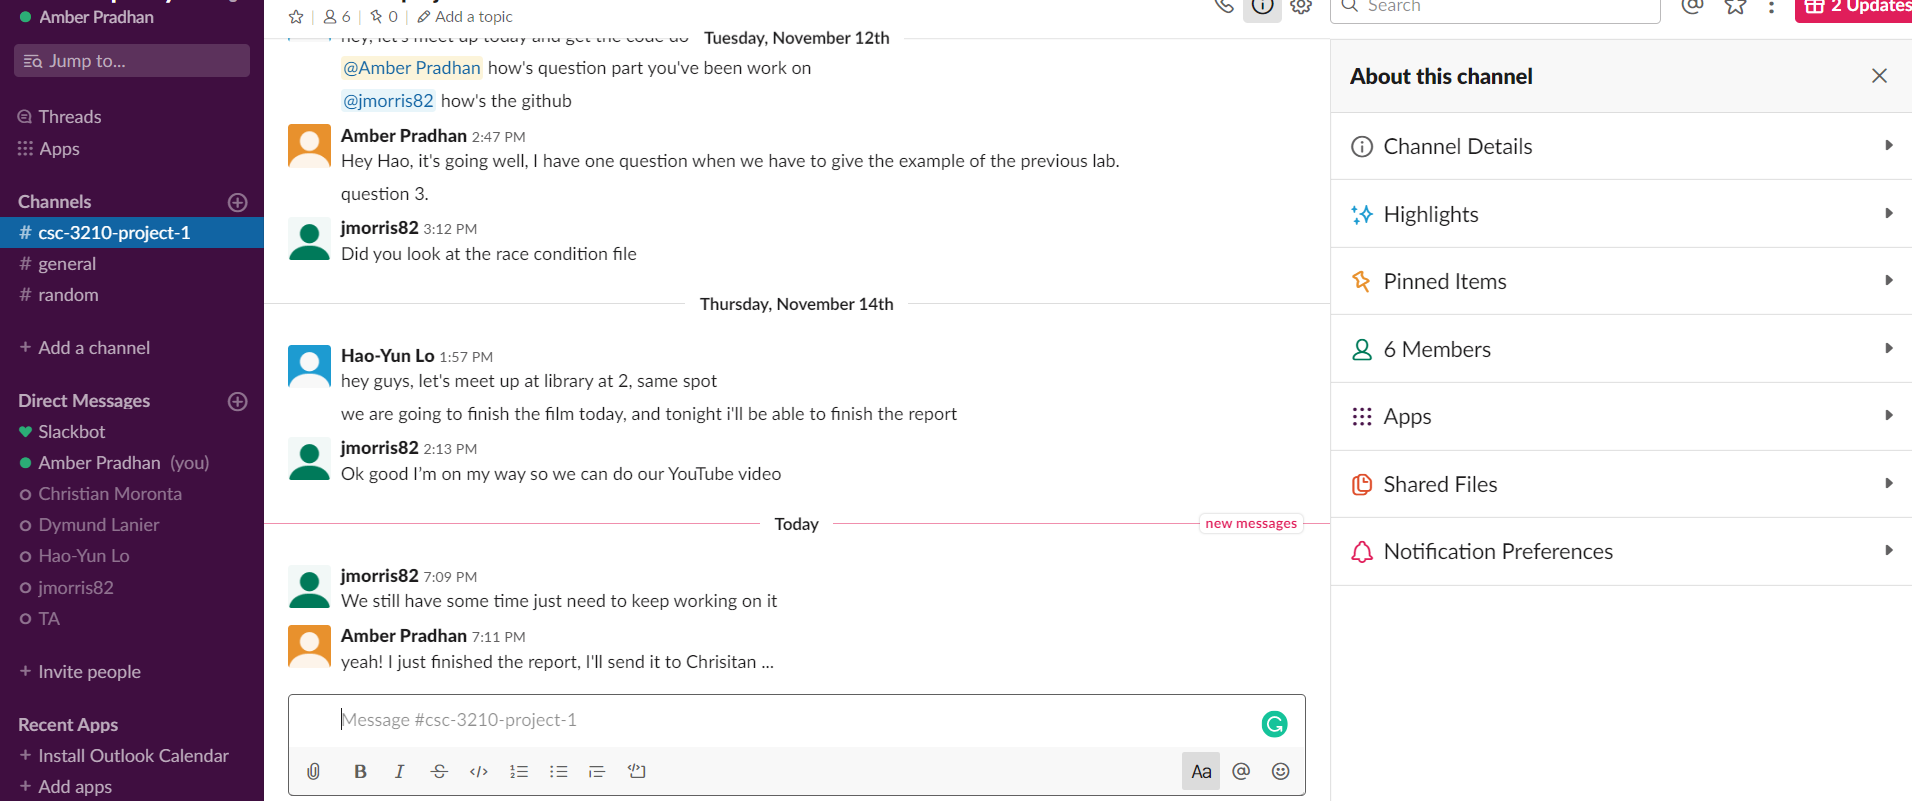 Amber Pradhan
Jump to...
Threads
Apps
Channels
# csc-3210-project-1
# general
# random
+ Add a channel
Direct Messages
Slackbot
Amber Pradhan (you)
Christian Moronta
Dymund Lanier
Hao-Yun Lo
jmorris82
TA
+ Invite people
Recent Apps
+ Install Outlook Calendar
+ Add apps
6 | 0 | Add a topic
Search
2 Updates
hey, let's meet up today and get the code do
Tuesday, November 12th
@Amber Pradhan how's question part you've been work on
@jmorris82 how's the github
Amber Pradhan 2:47 PM
Hey Hao, it's going well, I have one question when we have to give the example of the previous lab.
question 3.
jmorris82 3:12 PM
Did you look at the race condition file
Thursday, November 14th
Hao-Yun Lo 1:57 PM
hey guys, let's meet up at library at 2, same spot
we are going to finish the film today, and tonight i'll be able to finish the report
jmorris82 2:13 PM
Ok good I'm on my way so we can do our YouTube video
Today
new messages
jmorris82 7:09 PM
We still have some time just need to keep working on it
Amber Pradhan 7:11 PM
yeah! I just finished the report, I'll send it to Chrisitan ...
Message #csc-3210-project-1
B I S </> Aa @
About this channel
Channel Details
Highlights
Pinned Items
6 Members
Apps
Shared Files
Notification Preferences